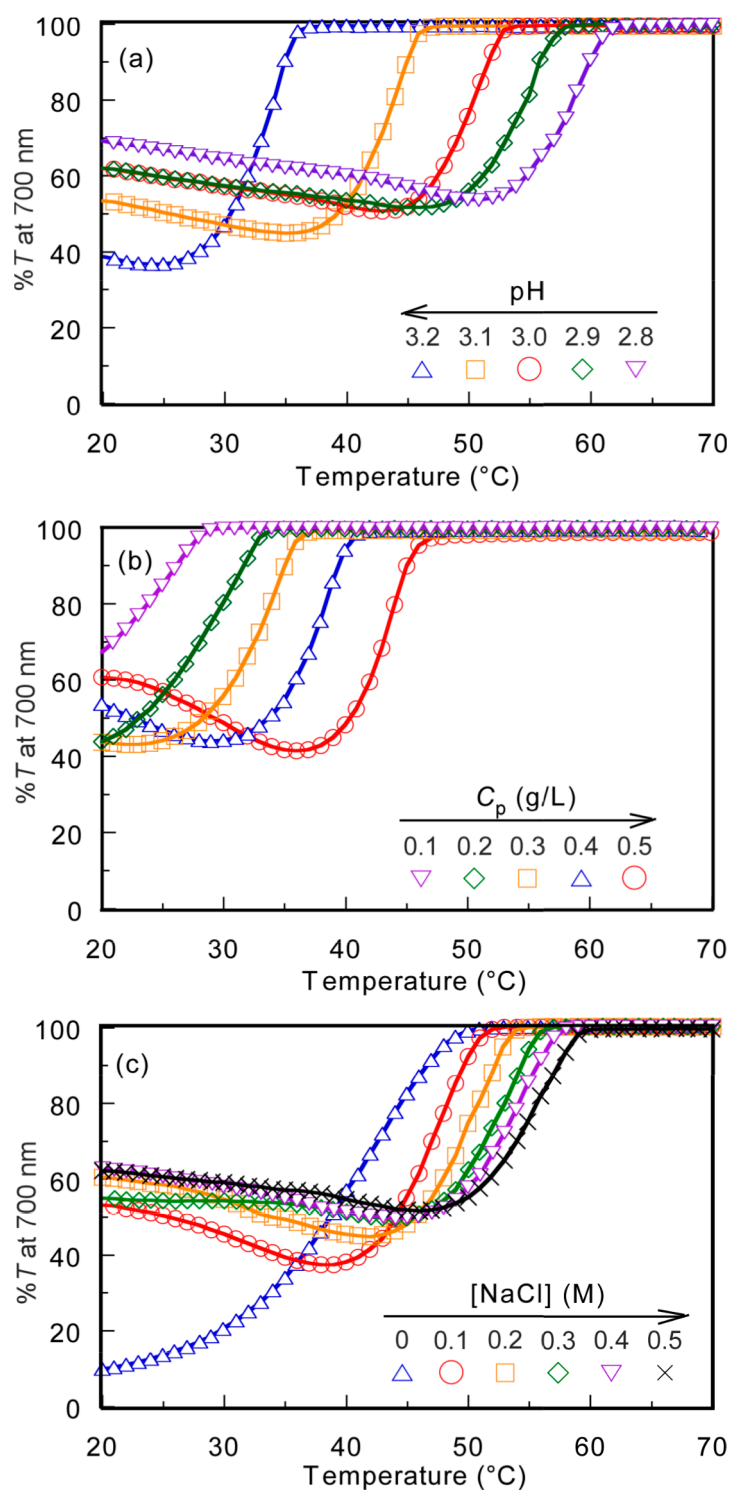 (a)
%T at 700 nm
100
80
60
40
20
0
pH
3.2 3.1 3.0 2.9 2.8
20 30 40 50 60 70
Temperature (°C)
(b)
%T at 700 nm
100
80
60
40
20
0
Cp (g/L)
0.1 0.2 0.3 0.4 0.5
20 30 40 50 60 70
Temperature (°C)
(c)
%T at 700 nm
100
80
60
40
20
0
[NaCl] (M)
0 0.1 0.2 0.3 0.4 0.5
20 30 40 50 60 70
Temperature (°C)